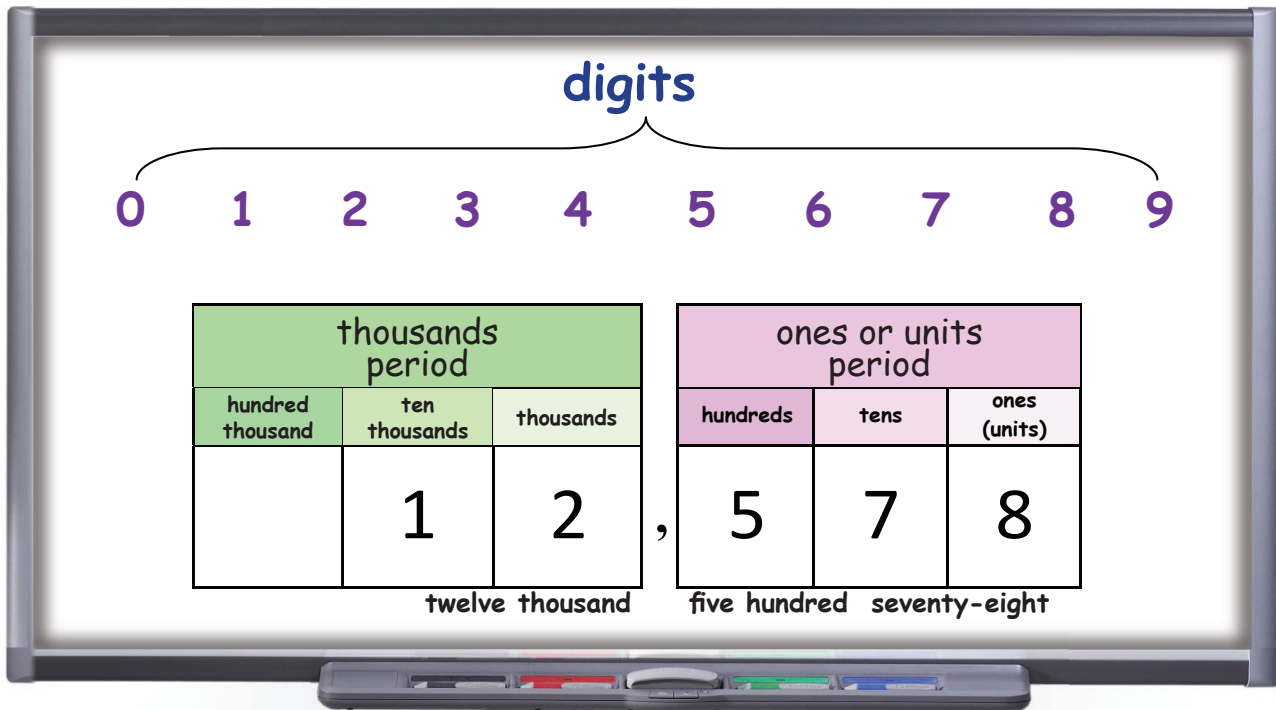 digits
0 1 2 3 4 5 6 7 8 9
thousands
period
ones or units
period
hundred
thousand
ten
thousands
thousands
hundreds
tens
ones
(units)
1 2 , 5 7 8
twelve thousand five hundred seventy-eight